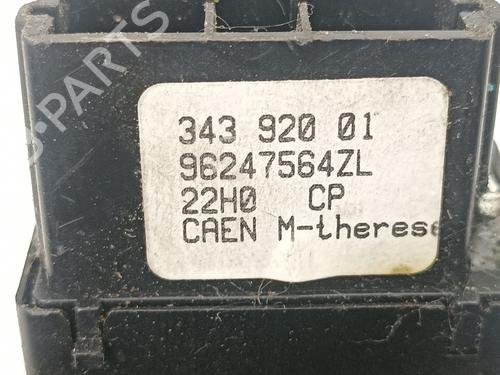 B-PARTS
343 920 01
96247564ZL
22H0 CP
CAEN M-therese